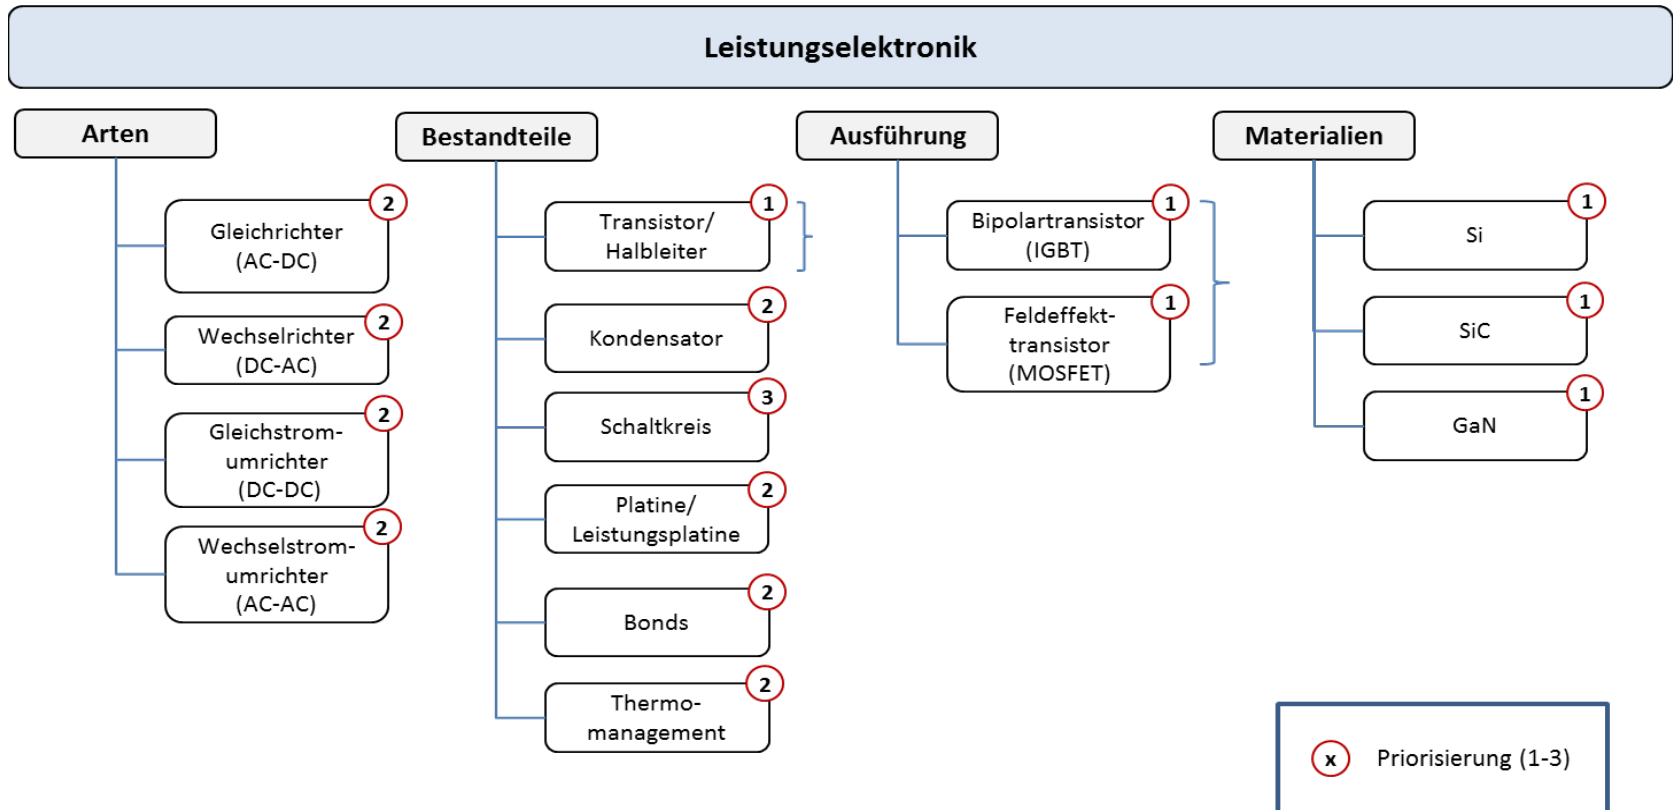 Leistungselektronik
Arten
2
Gleichrichter
(AC-DC)
2
Wechselrichter
(DC-AC)
2
Gleichstrom-
umrichter
(DC-DC)
2
Wechselstrom-
umrichter
(AC-AC)
Bestandteile
1
Transistor/
Halbleiter
2
Kondensator
3
Schaltkreis
2
Platine/
Leistungsplatine
2
Bonds
2
Thermo-
management
Ausführung
1
Bipolartransistor
(IGBT)
1
Feldeffekt-
transistor
(MOSFET)
Materialien
1
Si
1
SiC
1
GaN
x Priorisierung (1-3)